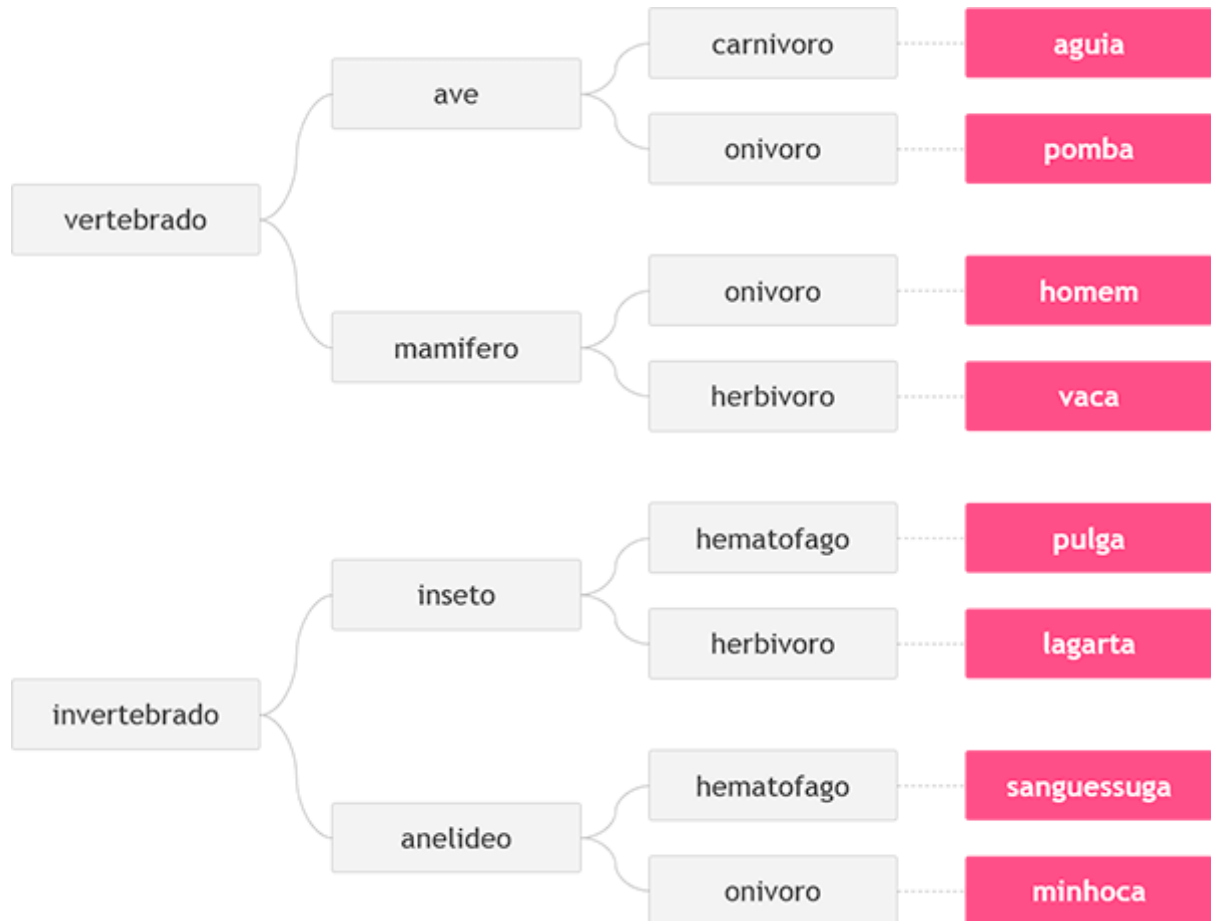 carnivoro
aguia
ave
onivoro
pomba
vertebrado
onivoro
homem
mamifero
herbivoro
vaca
hematofago
pulga
inseto
herbivoro
lagarta
invertebrado
hematofago
sanguessuga
anelideo
onivoro
minhoca